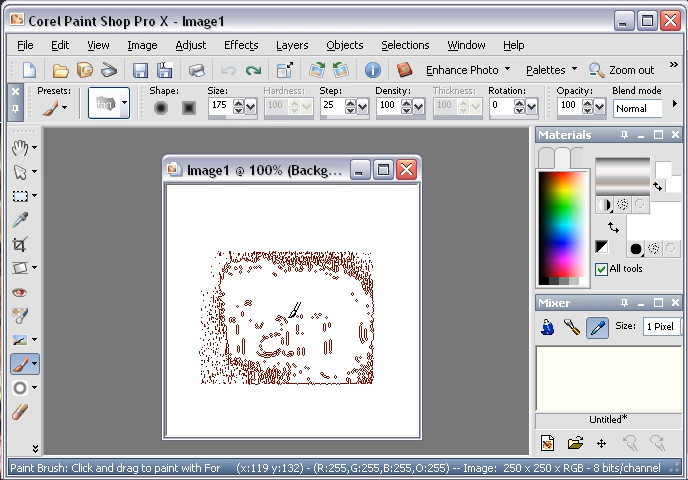 Corel Paint Shop Pro X - Image1
File Edit View Image Adjust Effects Layers Objects Selections Window Help
Enhance Photo Palettes Zoom out
Presets: Shape: Size: Hardness: Step: Density: Thickness: Rotation: Opacity: Blend mode
175 100 25 100 100 0 100 Normal
Materials
Image1 @ 100% (Backg...
All tools
Mixer
Size: 1 Pixel
Untitled*
Paint Brush: Click and drag to paint with For (x:119 y:132) - (R:255,G:255,B:255,O:255) -- Image: 250 x 250 x RGB - 8 bits/channel